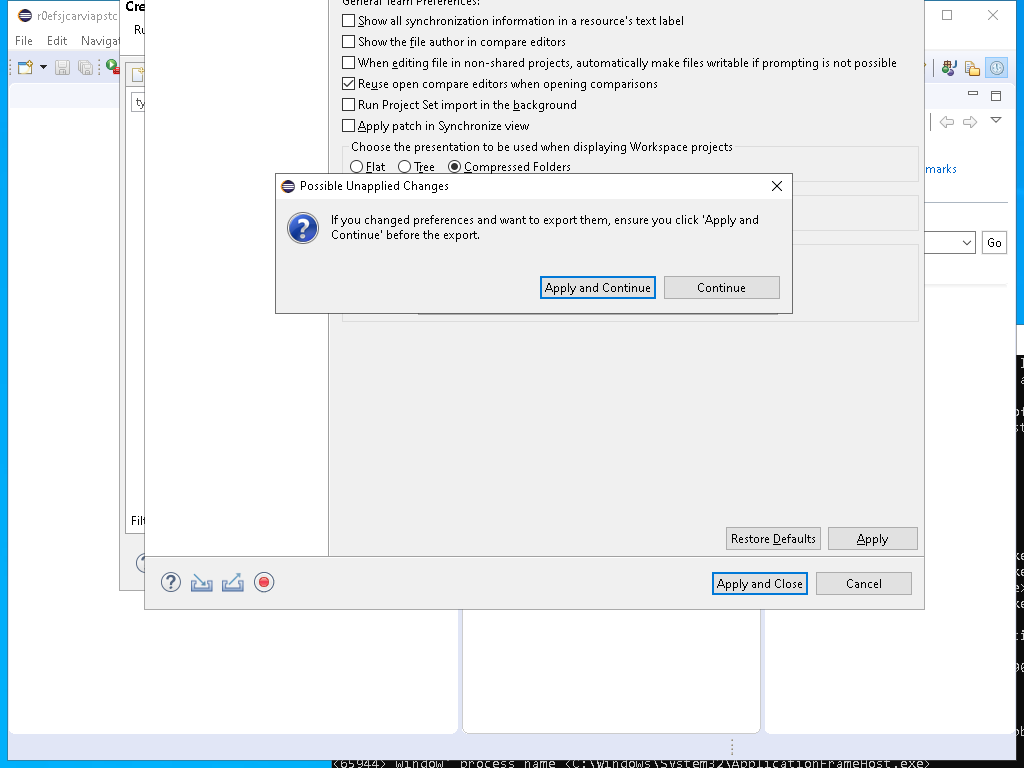 General Team Preferences:
r0efsjcarviapstc
Cre
File Edit Navigat
Ru
Show all synchronization information in a resource's text label
Show the file author in compare editors
When editing file in non-shared projects, automatically make files writable if prompting is not possible
Reuse open compare editors when opening comparisons
Run Project Set import in the background
Apply patch in Synchronize view
Choose the presentation to be used when displaying Workspace projects
Flat Tree Compressed Folders
ty
marks
Go
Possible Unapplied Changes
If you changed preferences and want to export them, ensure you click 'Apply and
Continue' before the export.
Apply and Continue Continue
Filt
Restore Defaults Apply
Apply and Close Cancel
<65944> Window process name <C:\Windows\System32\ApplicationFrameHost.exe>